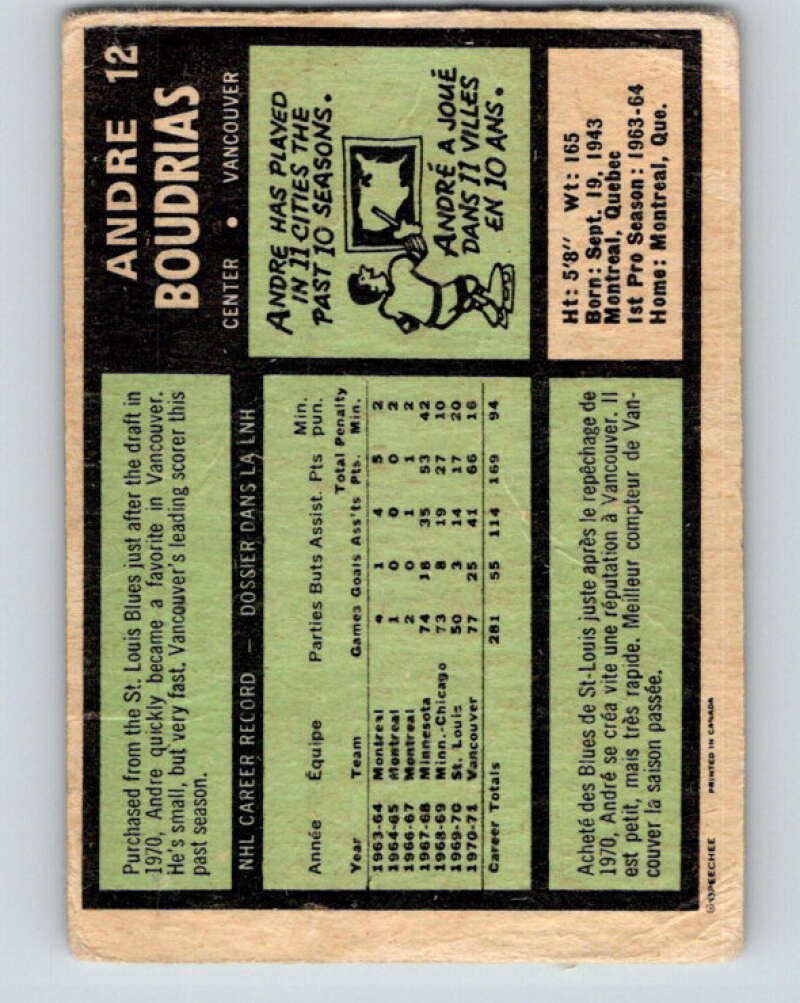 ANDRE 12
BOUDRIAS
CENTER • VANCOUVER
Purchased from the St. Louis Blues just after the draft in
1970, Andre quickly became a favorite in Vancouver.
He's small, but very fast. Vancouver's leading scorer this
past season.
ANDRE HAS PLAYED
IN 11 CITIES THE
PAST 10 SEASONS.
ANDRÉ A JOUÉ
DANS 11 VILLES
EN 10 ANS.
NHL CAREER RECORD — DOSSIER DANS LA LNH
Année Équipe Parties Buts Assist. Pts Min. pun.
Year Team Games Goals Ass'ts Total Pts. Penalty Min.
1963-64 Montreal 4 1 4 5 2
1964-65 Montreal 1 0 0 0 2
1966-67 Montreal 2 0 1 1 2
1967-68 Minnesota 74 18 35 53 42
1968-69 Minn.-Chicago 73 8 19 27 10
1969-70 St. Louis 50 3 14 17 20
1970-71 Vancouver 77 25 41 66 16
Career Totals 281 55 114 169 94
Ht: 5'8" Wt: 165
Born: Sept. 19, 1943
Montreal, Quebec
1st Pro Season: 1963-64
Home: Montreal, Que.
Acheté des Blues de St-Louis juste après le repêchage de
1970, André se créa vite une réputation à Vancouver. Il
est petit, mais très rapide. Meilleur compteur de Van-
couver la saison passée.
PRINTED IN CANADA